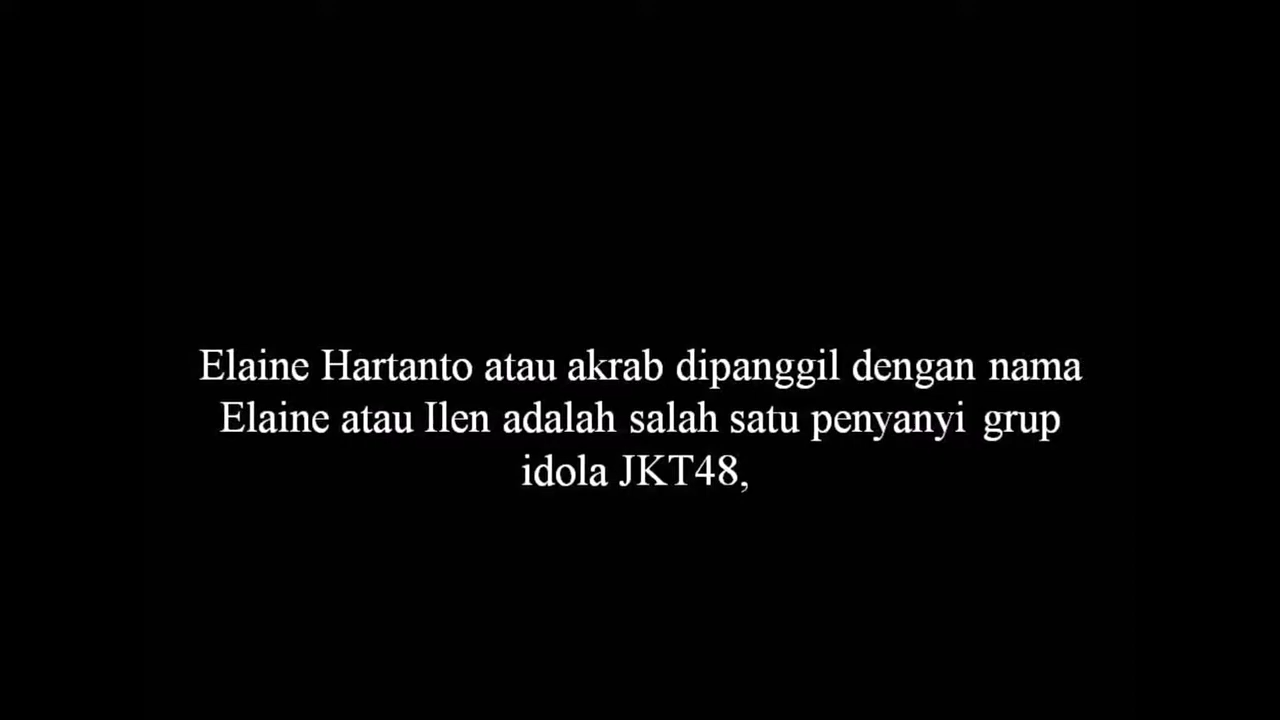 Elaine Hartanto atau akrab dipanggil dengan nama
Elaine atau Ilen adalah salah satu penyanyi grup
idola JKT48,